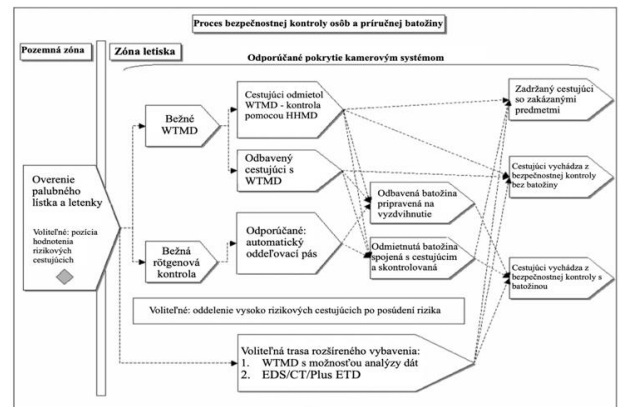 Proces bezpečnostnej kontroly osôb a príručnej batožiny
Pozemná zóna
Zóna letiska
Odporúčané pokrytie kamerovým systémom
Overenie
palubného
lístka a letenky
Voliteľné: pozícia
hodnotenia
rizikových
cestujúcich
Bežné
WTMD
Cestujúci odmietol
WTMD - kontrola
pomocou HHMD
Odbavený
cestujúci s
WTMD
Bežná
rötgenová
kontrola
Odporúčané:
automatický
oddeľovací pás
Odbavená batožina
pripravená na
vyzdvihnutie
Odmietnutá batožina
spojená s cestujúcim
a skontrolovaná
Zadržaný cestujúci
so zakázanými
predmetmi
Cestujúci vychádza z
bezpečnostnej kontroly
bez batožiny
Cestujúci vychádza z
bezpečnostnej kontroly s
batožinou
Voliteľné: oddelenie vysoko rizikových cestujúcich po posúdení rizika
Voliteľná trasa rozšíreného vybavenia:
1. WTMD s možnosťou analýzy dát
2. EDS/CT/Plus ETD